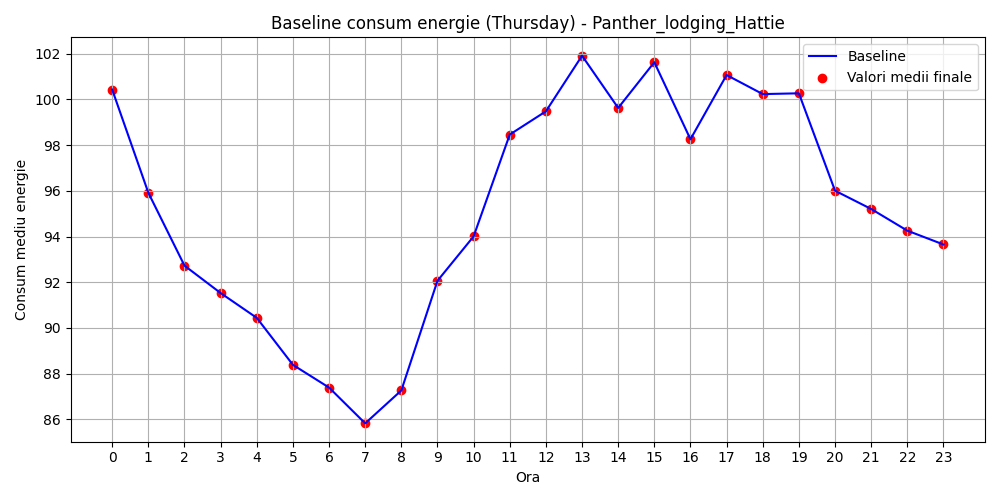 Baseline consum energie (Thursday) - Panther_lodging_Hattie
Baseline
Valori medii finale
Consum mediu energie
102
100
98
96
94
92
90
88
86
0 1 2 3 4 5 6 7 8 9 10 11 12 13 14 15 16 17 18 19 20 21 22 23
Ora